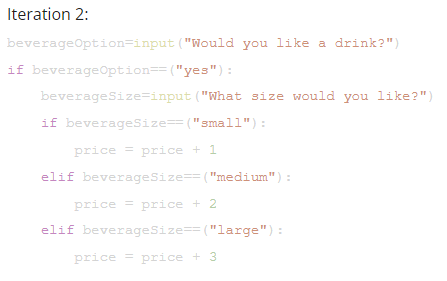 Iteration 2:
beverageOption=input("Would you like a drink?")
if beverageOption==("yes"):
    beverageSize=input("What size would you like?")
    if beverageSize==("small"):
        price = price + 1
    elif beverageSize==("medium"):
        price = price + 2
    elif beverageSize==("large"):
        price = price + 3